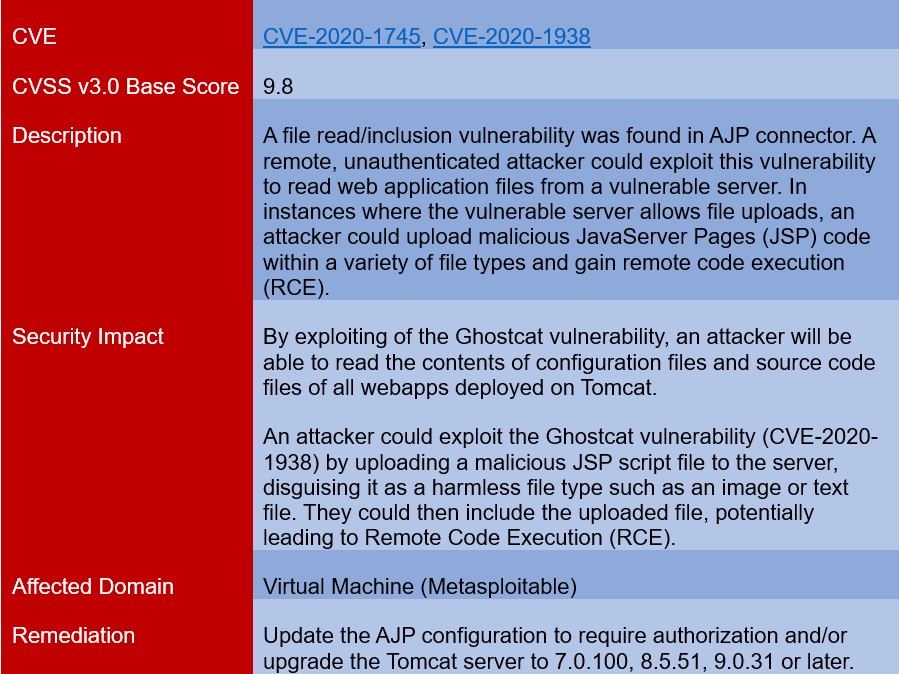 CVE
CVE-2020-1745, CVE-2020-1938
CVSS v3.0 Base Score
9.8
Description
A file read/inclusion vulnerability was found in AJP connector. A
remote, unauthenticated attacker could exploit this vulnerability
to read web application files from a vulnerable server. In
instances where the vulnerable server allows file uploads, an
attacker could upload malicious JavaServer Pages (JSP) code
within a variety of file types and gain remote code execution
(RCE).
Security Impact
By exploiting of the Ghostcat vulnerability, an attacker will be
able to read the contents of configuration files and source code
files of all webapps deployed on Tomcat.
An attacker could exploit the Ghostcat vulnerability (CVE-2020-
1938) by uploading a malicious JSP script file to the server,
disguising it as a harmless file type such as an image or text
file. They could then include the uploaded file, potentially
leading to Remote Code Execution (RCE).
Affected Domain
Virtual Machine (Metasploitable)
Remediation
Update the AJP configuration to require authorization and/or
upgrade the Tomcat server to 7.0.100, 8.5.51, 9.0.31 or later.